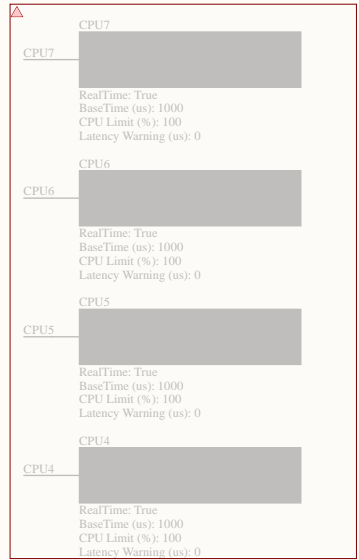 CPU7
CPU7
RealTime: True
BaseTime (us): 1000
CPU Limit (%): 100
Latency Warning (us): 0
CPU6
CPU6
RealTime: True
BaseTime (us): 1000
CPU Limit (%): 100
Latency Warning (us): 0
CPU5
CPU5
RealTime: True
BaseTime (us): 1000
CPU Limit (%): 100
Latency Warning (us): 0
CPU4
CPU4
RealTime: True
BaseTime (us): 1000
CPU Limit (%): 100
Latency Warning (us): 0